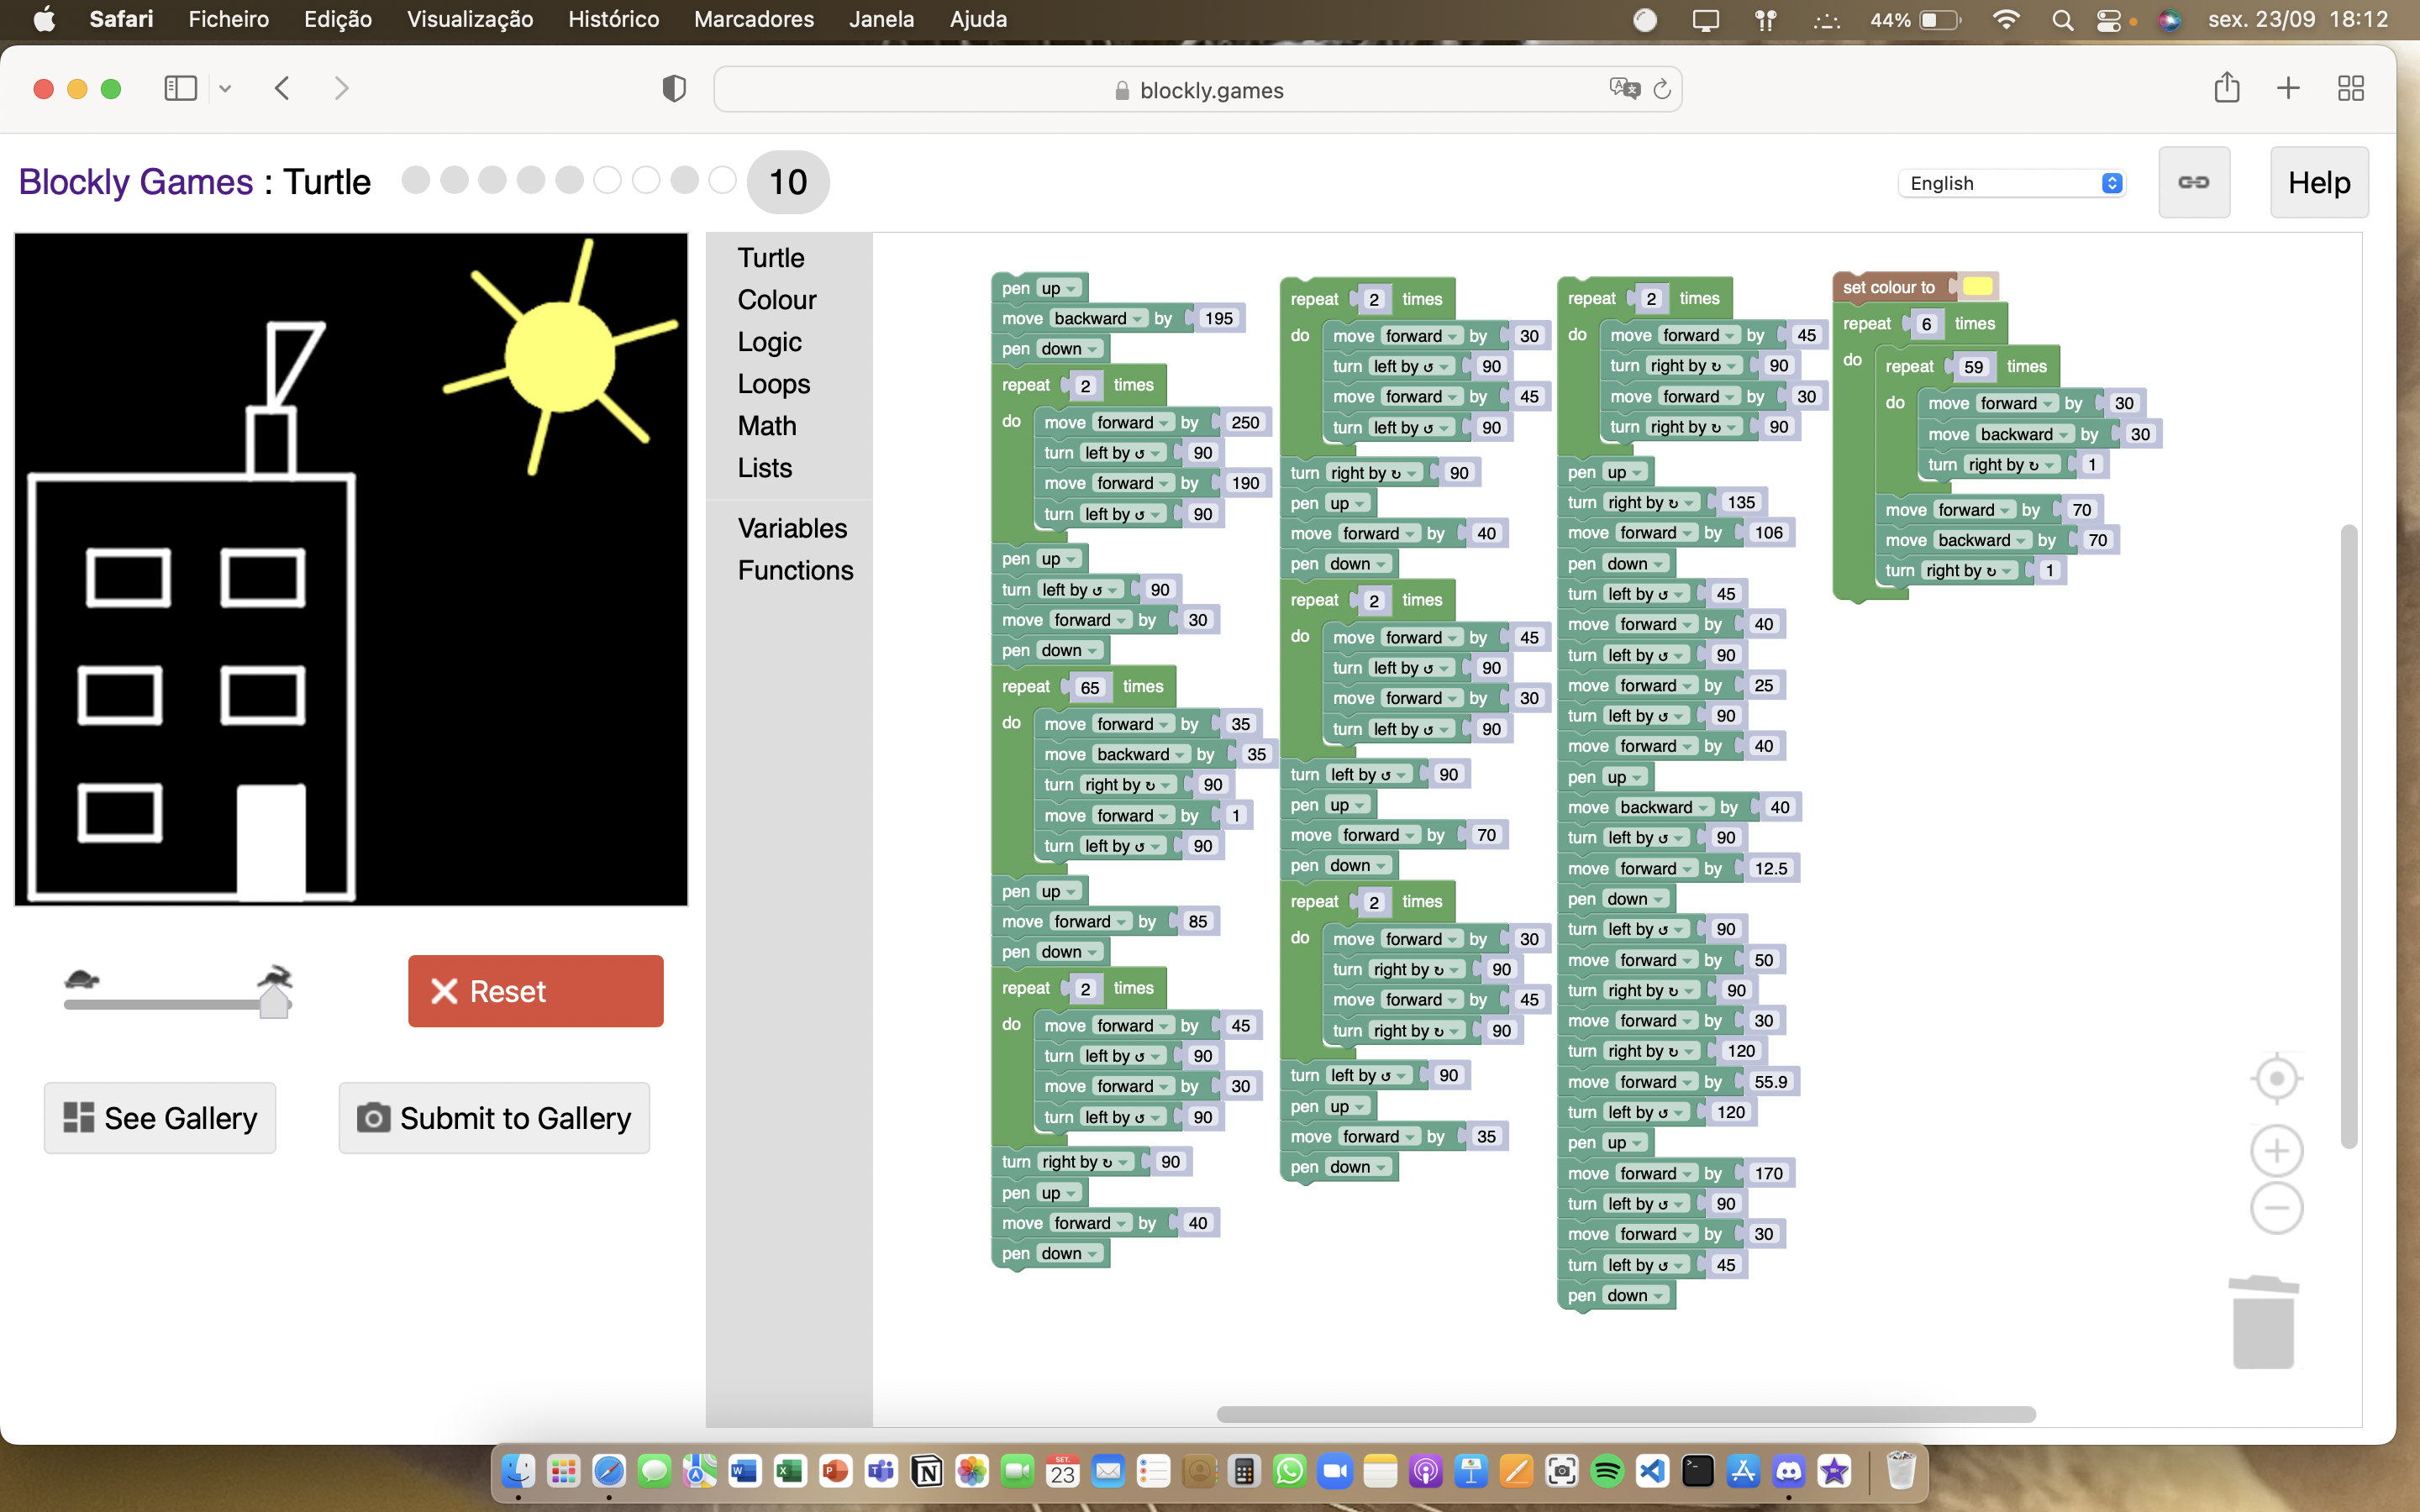 Safari Ficheiro Edição Visualização Histórico Marcadores Janela Ajuda 44% sex. 23/09 18:12
blockly.games
Blockly Games : Turtle 10 English Help
Turtle
Colour
Logic
Loops
Math
Lists
Variables
Functions
Reset
See Gallery Submit to Gallery
pen up
move backward by 195
pen down
repeat 2 times
do move forward by 250
turn left by ↺ 90
move forward by 190
turn left by ↺ 90
pen up
turn left by ↺ 90
move forward by 30
pen down
repeat 65 times
do move forward by 35
move backward by 35
turn right by ↻ 90
move forward by 1
turn left by ↺ 90
pen up
move forward by 85
pen down
repeat 2 times
do move forward by 45
turn left by ↺ 90
move forward by 30
turn left by ↺ 90
turn right by ↻ 90
pen up
move forward by 40
pen down
repeat 2 times
do move forward by 30
turn left by ↺ 90
move forward by 45
turn left by ↺ 90
turn right by ↻ 90
pen up
move forward by 40
pen down
repeat 2 times
do move forward by 45
turn left by ↺ 90
move forward by 30
turn left by ↺ 90
turn left by ↺ 90
pen up
move forward by 70
pen down
repeat 2 times
do move forward by 30
turn right by ↻ 90
move forward by 45
turn right by ↻ 90
turn left by ↺ 90
pen up
move forward by 35
pen down
repeat 2 times
do move forward by 45
turn right by ↻ 90
move forward by 30
turn right by ↻ 90
pen up
turn right by ↻ 135
move forward by 106
pen down
turn left by ↺ 45
move forward by 40
turn left by ↺ 90
move forward by 25
turn left by ↺ 90
move forward by 40
pen up
move backward by 40
turn left by ↺ 90
move forward by 12.5
pen down
turn left by ↺ 90
move forward by 50
turn right by ↻ 90
move forward by 30
turn right by ↻ 120
move forward by 55.9
turn left by ↺ 120
pen up
move forward by 170
turn left by ↺ 90
move forward by 30
turn left by ↺ 45
pen down
set colour to
repeat 6 times
do repeat 59 times
do move forward by 30
move backward by 30
turn right by ↻ 1
move forward by 70
move backward by 70
turn right by ↻ 1
SET.
23